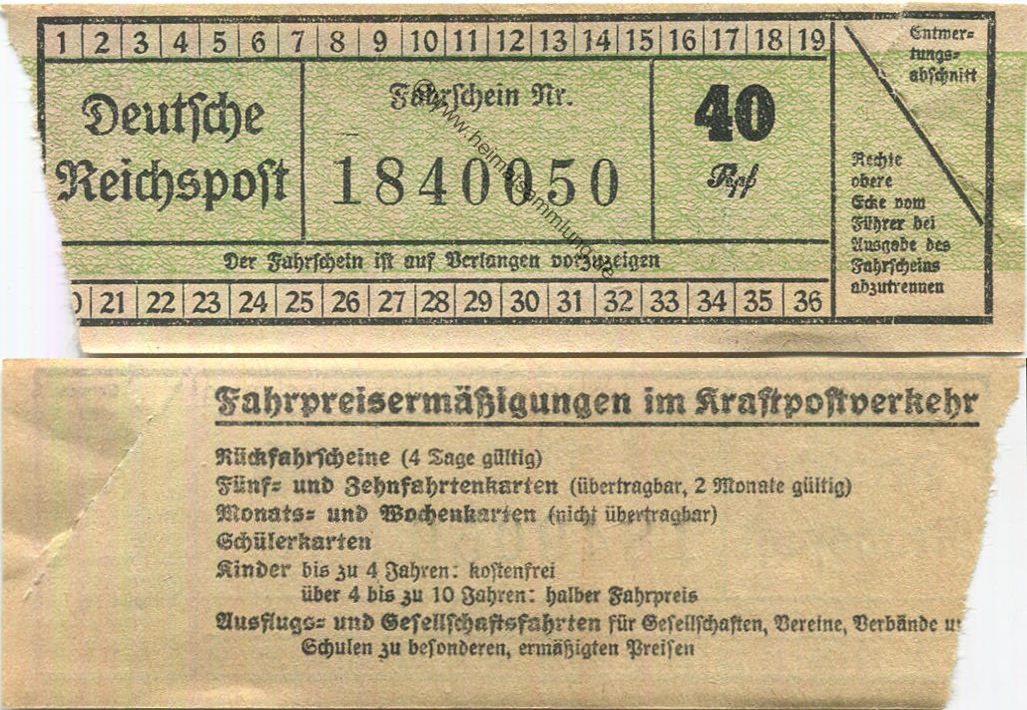 1 2 3 4 5 6 7 8 9 10 11 12 13 14 15 16 17 18 19
Deutsche
Reichspost
Fahrschein Nr.
1840050
40
Rpf
Der Fahrschein ist auf Verlangen vorzuzeigen
21 22 23 24 25 26 27 28 29 30 31 32 33 34 35 36
Entwer=
tungs=
abschnitt
Rechte
obere
Ecke vom
Führer bei
Ausgabe des
Fahrscheins
abzutrennen
Fahrpreisermäßigungen im Kraftpostverkehr
Rückfahrscheine (4 Tage gültig)
Fünf= und Zehnfahrtenkarten (übertragbar, 2 Monate gültig)
Monats= und Wochenkarten (nicht übertragbar)
Schülerkarten
Kinder bis zu 4 Jahren: kostenfrei
über 4 bis zu 10 Jahren: halber Fahrpreis
Ausflugs= und Gesellschaftsfahrten für Gesellschaften, Vereine, Verbände
Schulen zu besonderen, ermäßigten Preisen